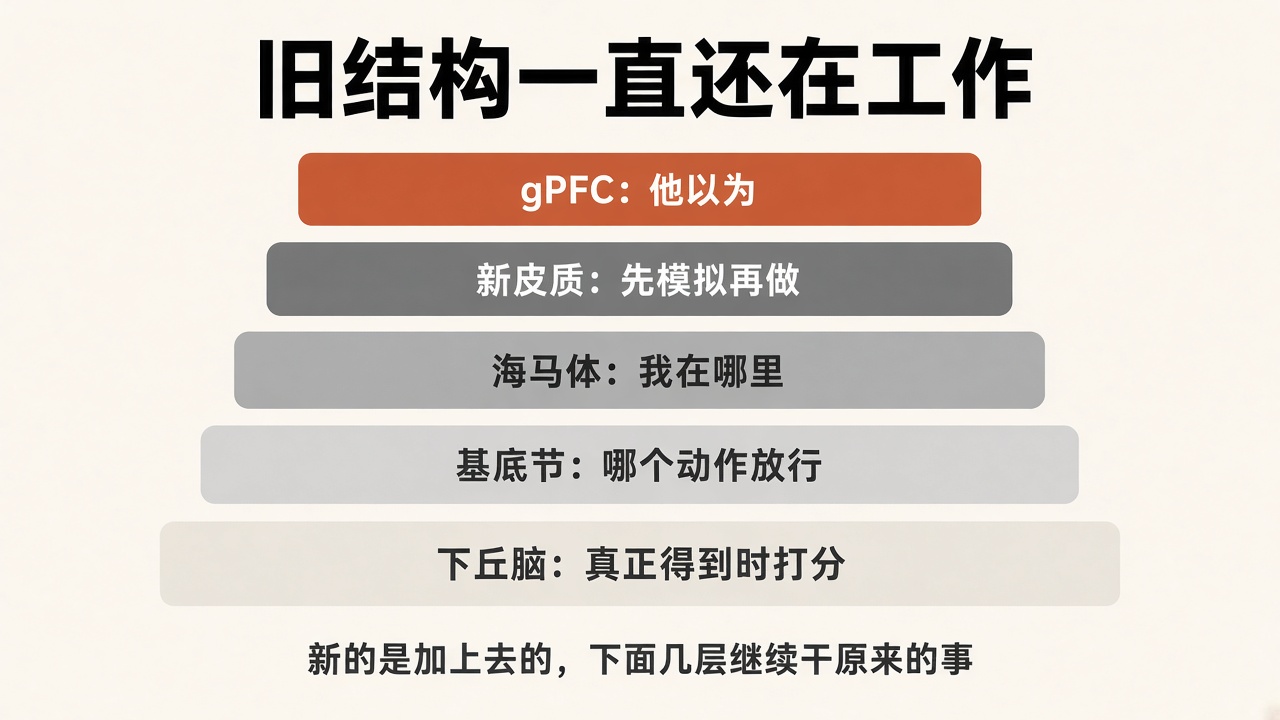 旧结构一直还在工作
gPFC：他以为
新皮质：先模拟再做
海马体：我在哪里
基底节：哪个动作放行
下丘脑：真正得到时打分
新的是加上去的，下面几层继续干原来的事